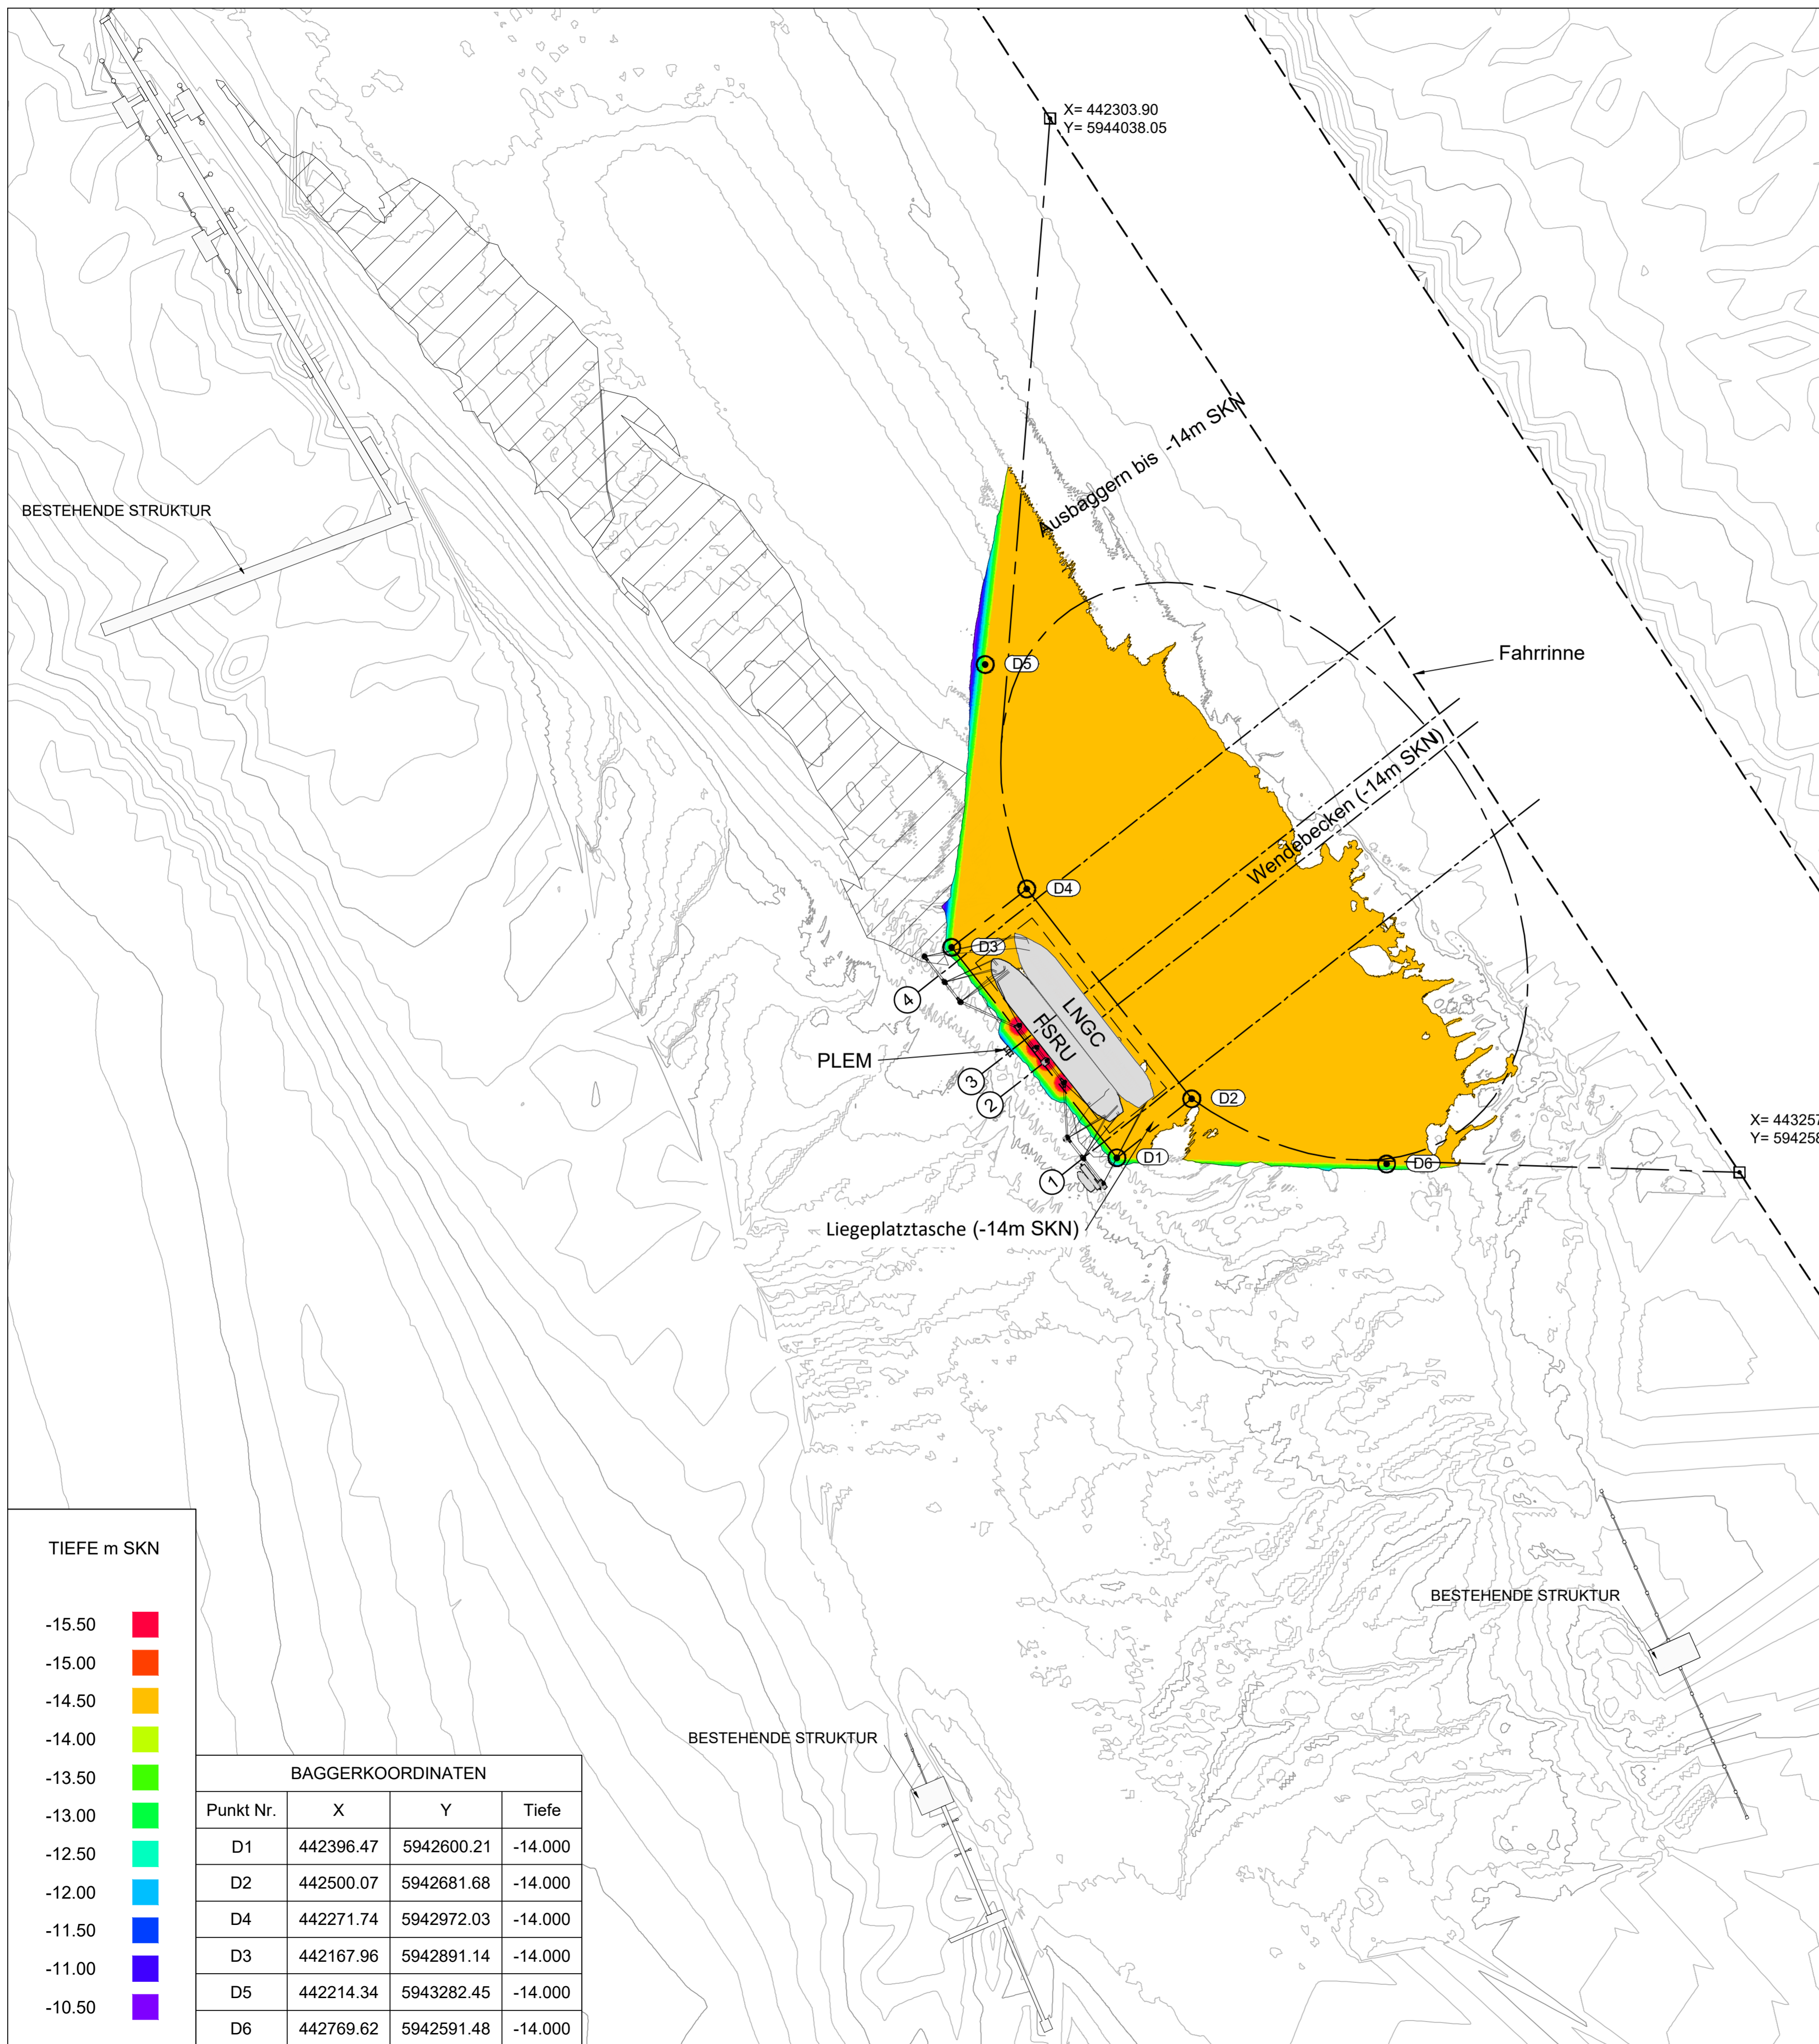 X= 442303.90
Y= 5944038.05
Ausbaggern bis -14m SKN
BESTEHENDE STRUKTUR
Fahrrinne
D5
Wendebecken (-14m SKN)
D4
D3
4
LNGC
FSRU
PLEM
3
2
D2
X= 443257
Y= 594258
D1
D6
1
Liegeplatztasche (-14m SKN)
BESTEHENDE STRUKTUR
BESTEHENDE STRUKTUR
TIEFE m SKN
-15.50
-15.00
-14.50
-14.00
-13.50
-13.00
-12.50
-12.00
-11.50
-11.00
-10.50
BAGGERKOORDINATEN
Punkt Nr. X Y Tiefe
D1 442396.47 5942600.21 -14.000
D2 442500.07 5942681.68 -14.000
D4 442271.74 5942972.03 -14.000
D3 442167.96 5942891.14 -14.000
D5 442214.34 5943282.45 -14.000
D6 442769.62 5942591.48 -14.000